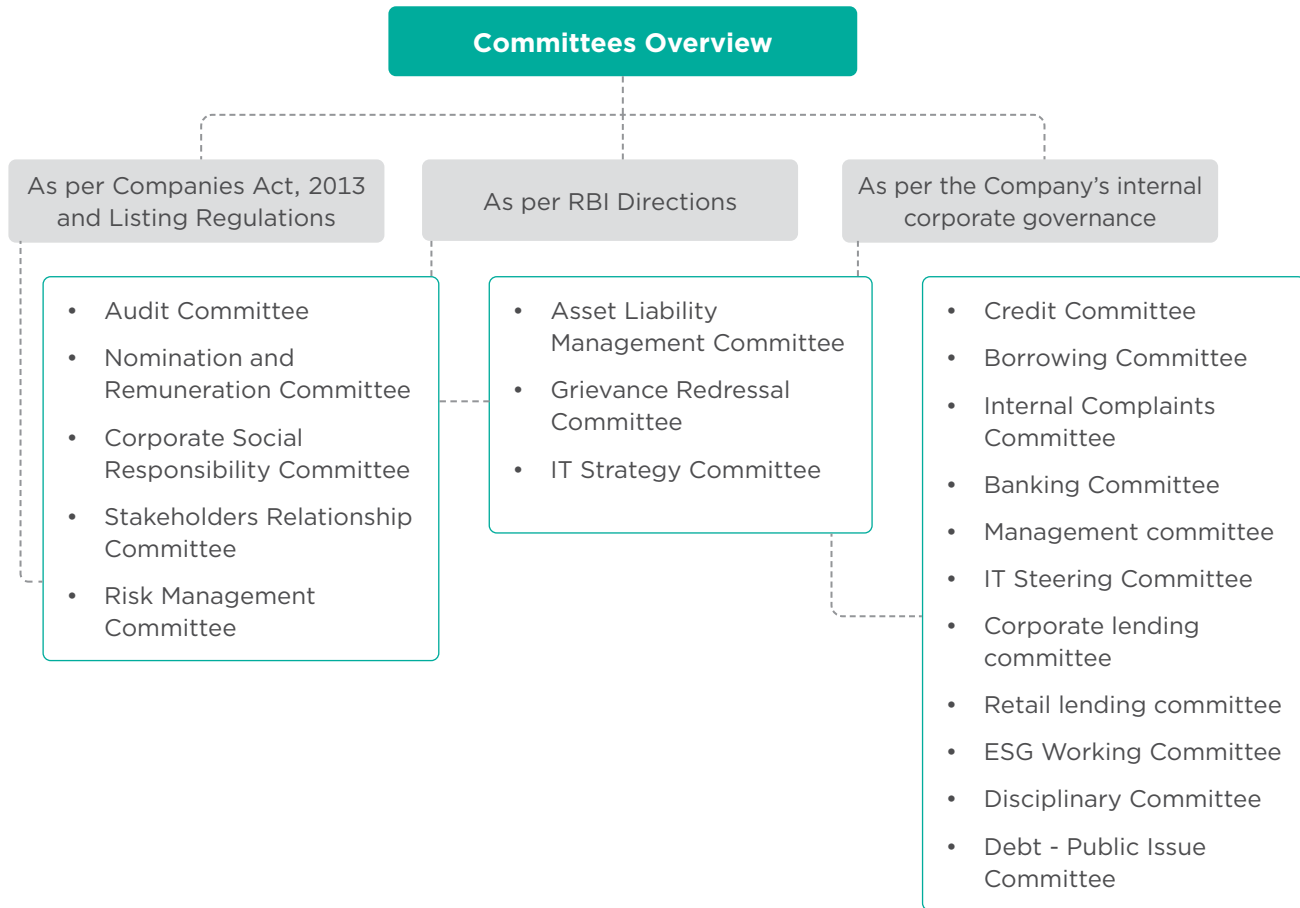 Committees Overview
As per Companies Act, 2013
and Listing Regulations
As per RBI Directions
As per the Company’s internal
corporate governance
• Audit Committee
• Nomination and
Remuneration Committee
• Corporate Social
Responsibility Committee
• Stakeholders Relationship
Committee
• Risk Management
Committee
• Asset Liability
Management Committee
• Grievance Redressal
Committee
• IT Strategy Committee
• Credit Committee
• Borrowing Committee
• Internal Complaints
Committee
• Banking Committee
• Management committee
• IT Steering Committee
• Corporate lending
committee
• Retail lending committee
• ESG Working Committee
• Disciplinary Committee
• Debt - Public Issue
Committee